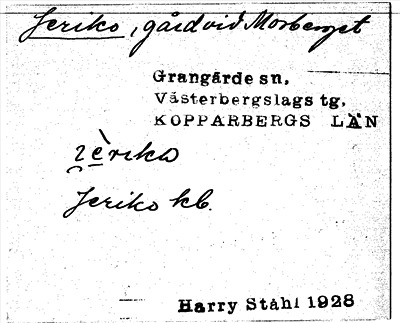 Jeriko, gård vid Morberget
Grangärde sn,
Västerbergslags tg,
KOPPARBERGS LÄN
Jeriko kb.
Harry Ståhl 1928